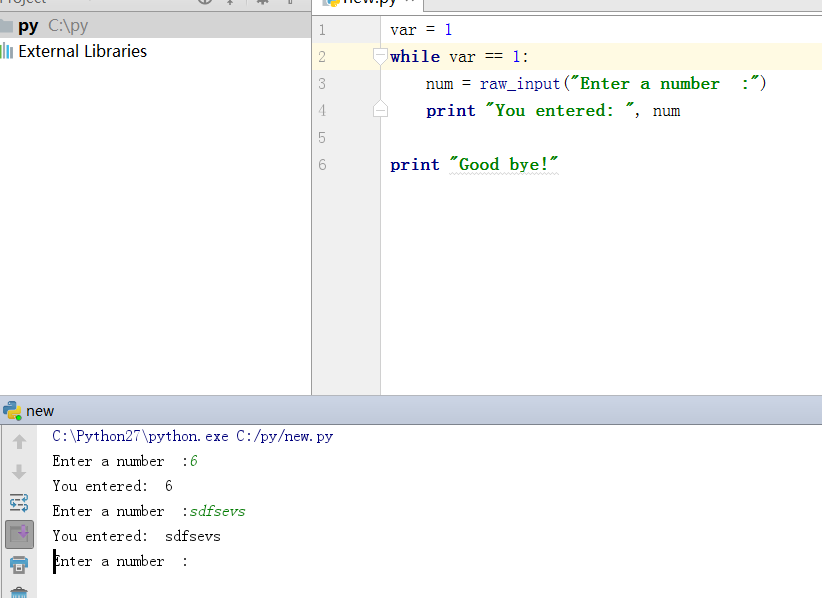 py C:\py
External Libraries
new.py
1 var = 1
2 while var == 1:
3 num = raw_input("Enter a number  :")
4 print "You entered: ", num
5
6 print "Good bye!"
new
C:\Python27\python.exe C:/py/new.py
Enter a number  :6
You entered:  6
Enter a number  :sdfsevs
You entered:  sdfsevs
Enter a number  :